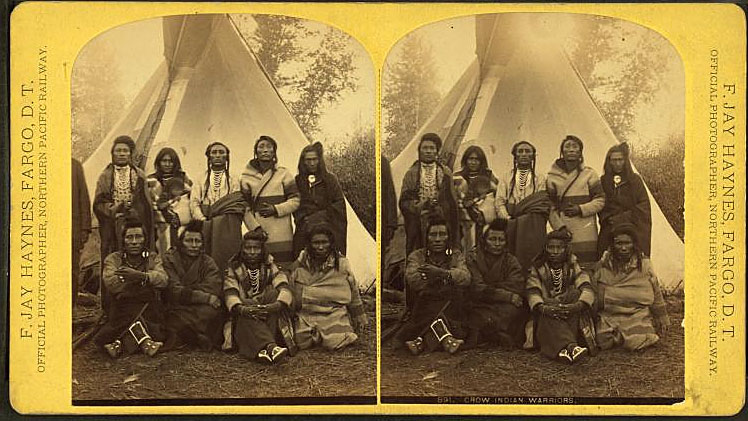 F. JAY HAYNES, FARGO, D. T.
OFFICIAL PHOTOGRAPHER, NORTHERN PACIFIC RAILWAY.
891. CROW INDIAN WARRIORS.
F. JAY HAYNES, FARGO, D. T.
OFFICIAL PHOTOGRAPHER, NORTHERN PACIFIC RAILWAY.